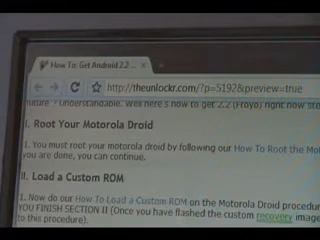 How To: Get Android 2.2 ...
http://theunlockr.com/?p=5192&preview=true
future - Understandable. Well here's how to get 2.2 (Froyo) right now
I. Root Your Motorola Droid
1. You must root your motorola droid by following our How To Root the
you are done, you can continue.
II. Load a Custom ROM
1. Now do our How To Load a Custom ROM on the Motorola Droid
YOU FINISH SECTION II (Once you have flashed the custom recovery
to this procedure).